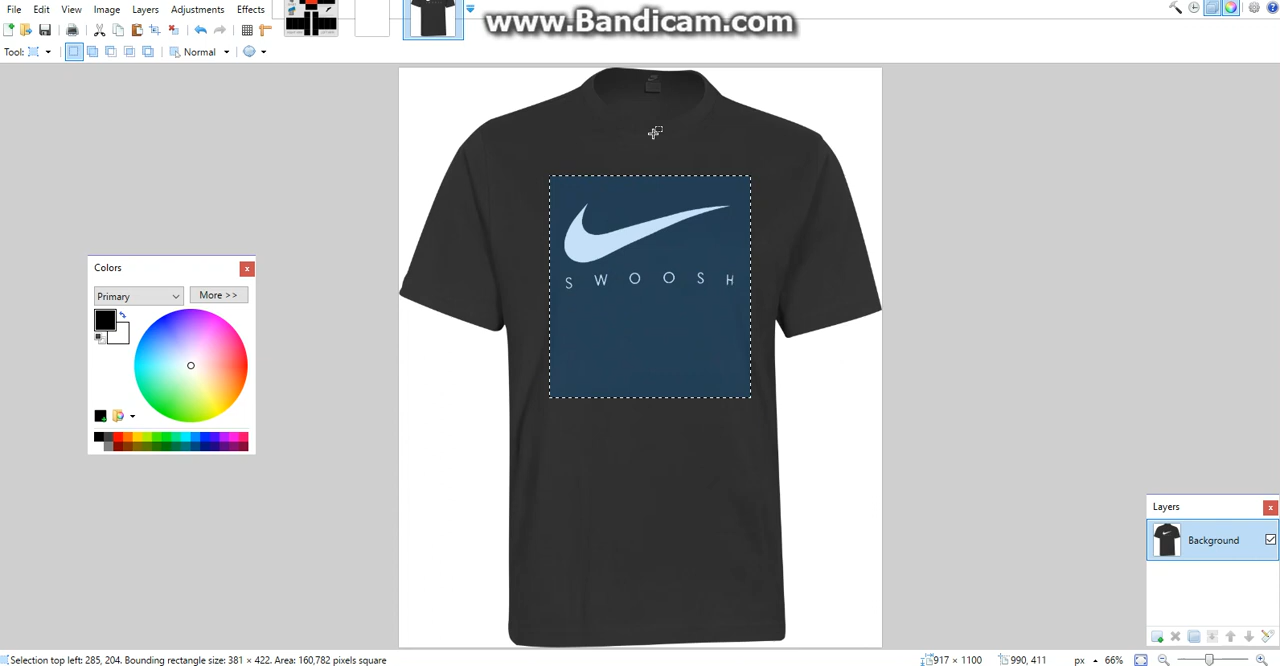 www.Bandicam.com
File Edit View Image Layers Adjustments Effects
Tool: Normal
SWOOSH
Colors
Primary More >>
Layers
Background
Selection top left: 285, 204. Bounding rectangle size: 381 × 422. Area: 160,782 pixels square
917 × 1100 990, 411 px 66%